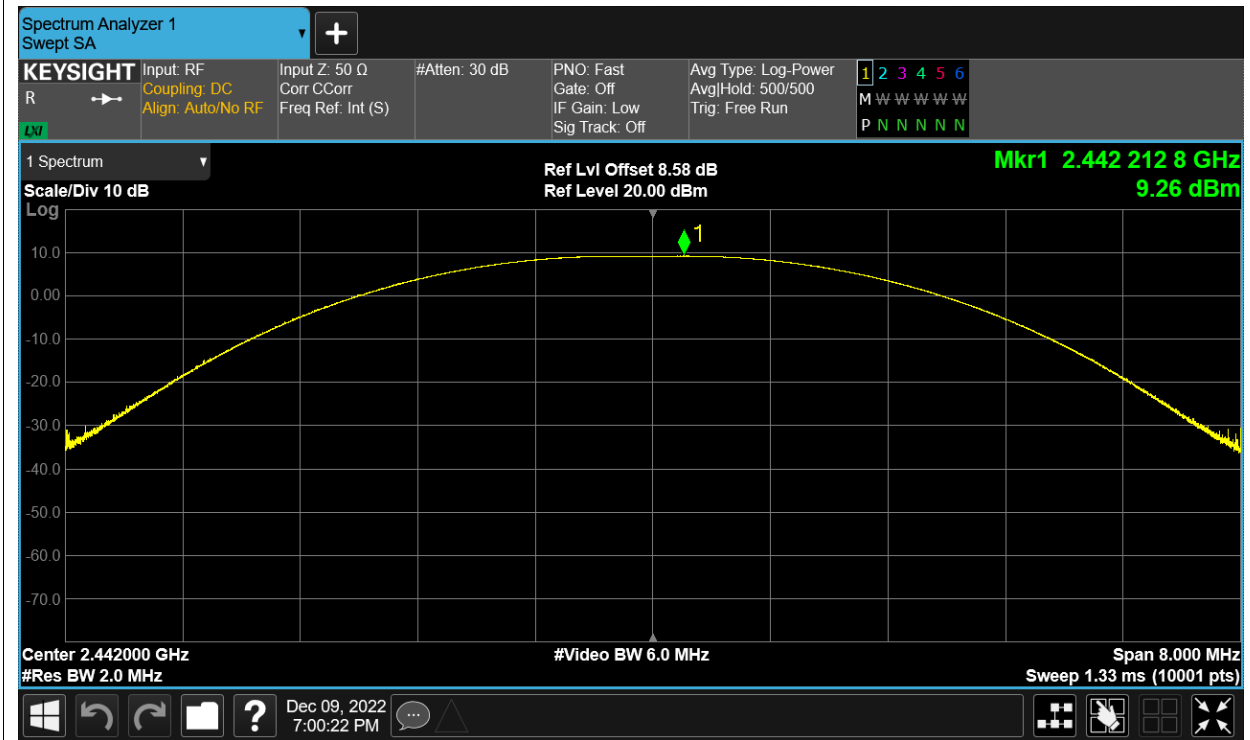 Spectrum Analyzer 1
Swept SA
KEYSIGHT
R
LXI
Input: RF
Coupling: DC
Align: Auto/No RF
Input Z: 50 Ω
Corr CCorr
Freq Ref: Int (S)
#Atten: 30 dB
PNO: Fast
Gate: Off
IF Gain: Low
Sig Track: Off
Avg Type: Log-Power
Avg|Hold: 500/500
Trig: Free Run
1 2 3 4 5 6
M W W W W W
P N N N N N
1 Spectrum
Scale/Div 10 dB
Log
Ref Lvl Offset 8.58 dB
Ref Level 20.00 dBm
Mkr1 2.442 212 8 GHz
9.26 dBm
1
10.0
0.00
-10.0
-20.0
-30.0
-40.0
-50.0
-60.0
-70.0
Center 2.442000 GHz
#Res BW 2.0 MHz
#Video BW 6.0 MHz
Span 8.000 MHz
Sweep 1.33 ms (10001 pts)
?
Dec 09, 2022
7:00:22 PM